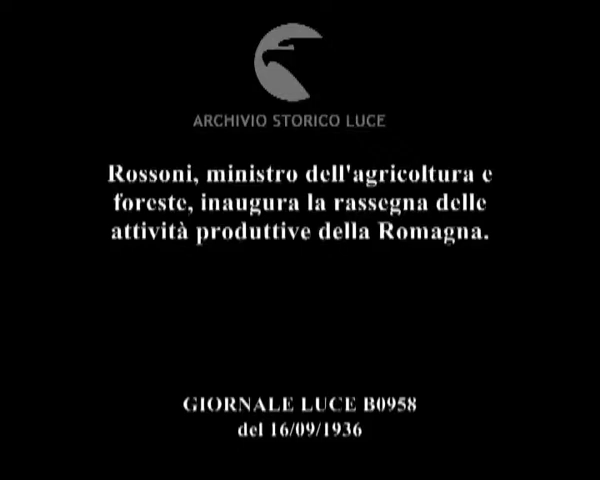 ARCHIVIO STORICO LUCE
Rossoni, ministro dell'agricoltura e
foreste, inaugura la rassegna delle
attività produttive della Romagna.
GIORNALE LUCE B0958
del 16/09/1936